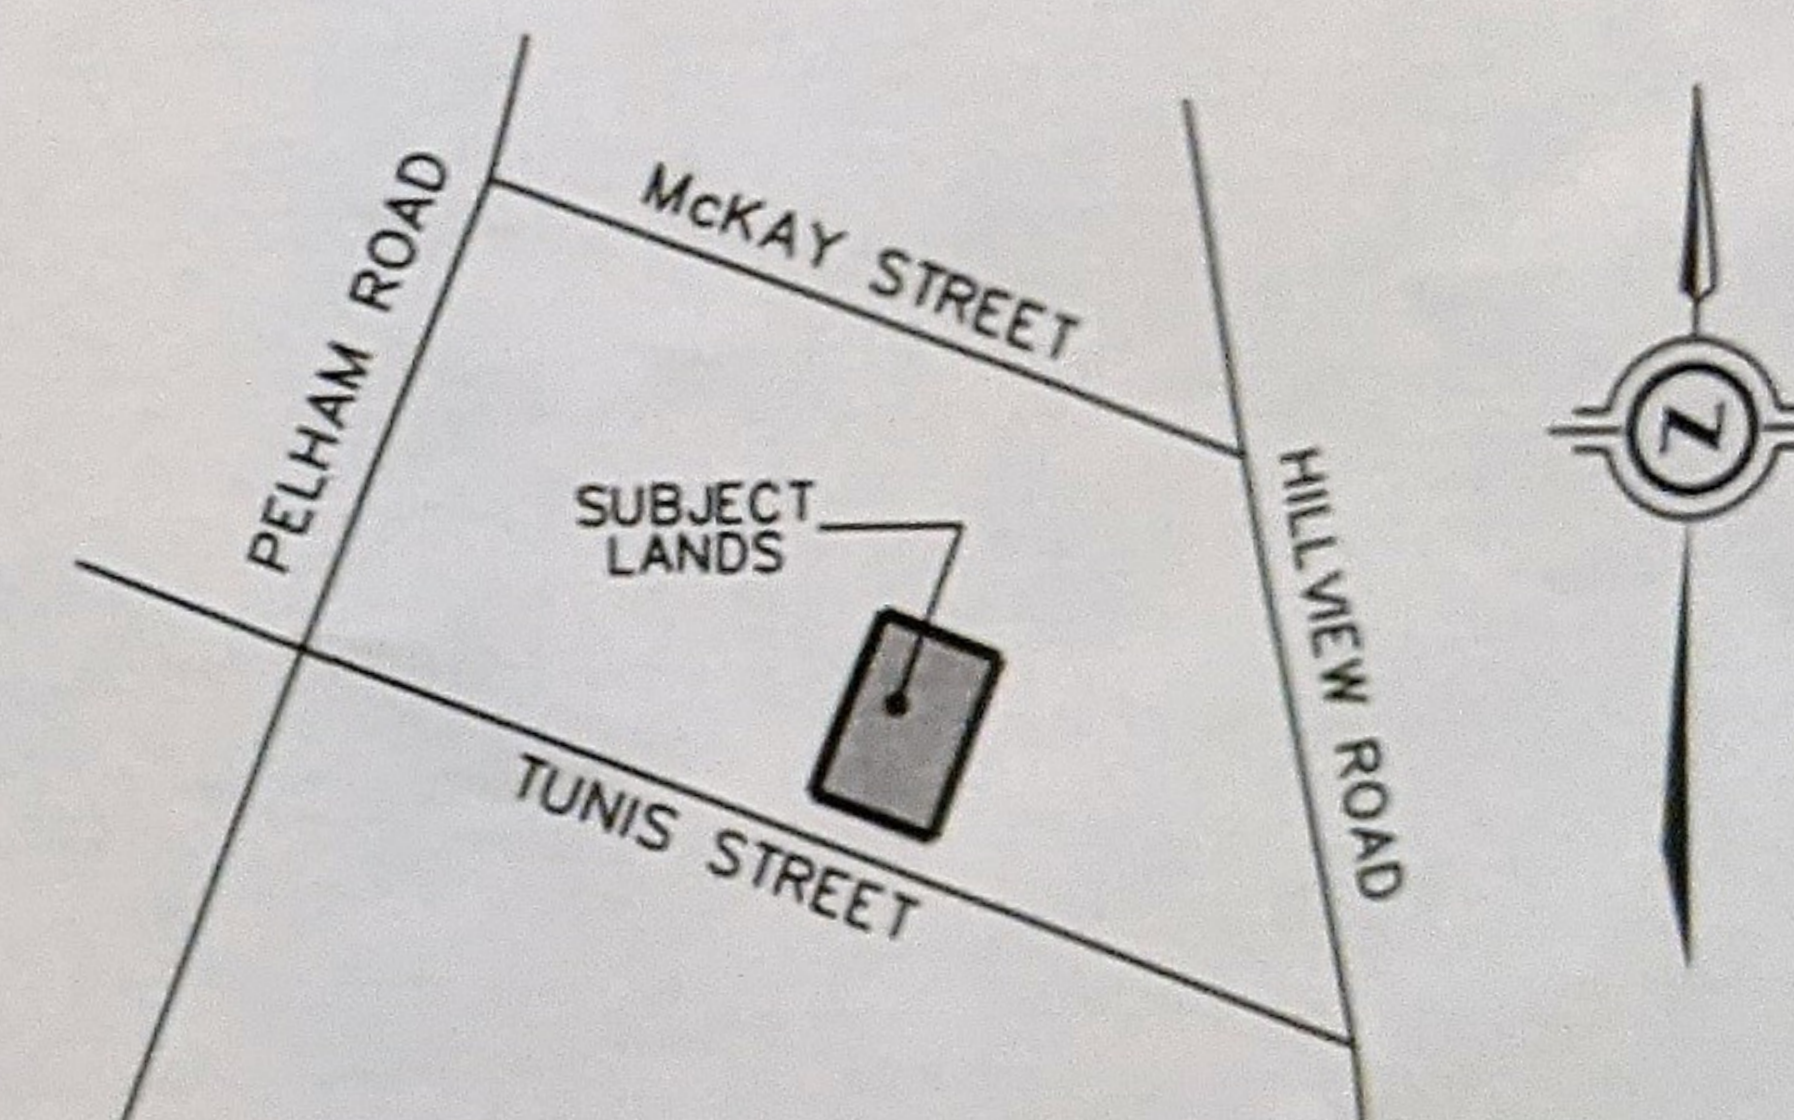 McKAY STREET
PELHAM ROAD
SUBJECT
LANDS
HILLVIEW ROAD
TUNIS STREET
N